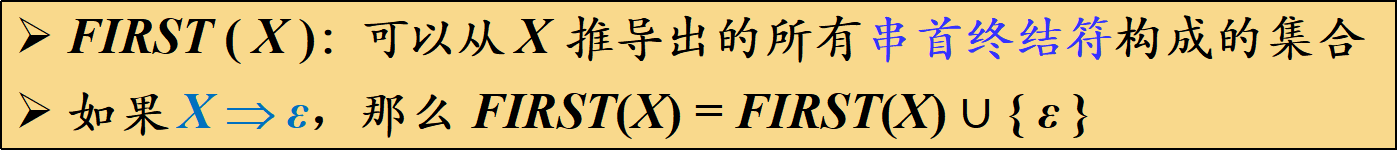 ➢ FIRST ( X ):可以从 X 推导出的所有串首终结符构成的集合
➢ 如果 X ⇒ ε,那么 FIRST(X) = FIRST(X) ∪ { ε }